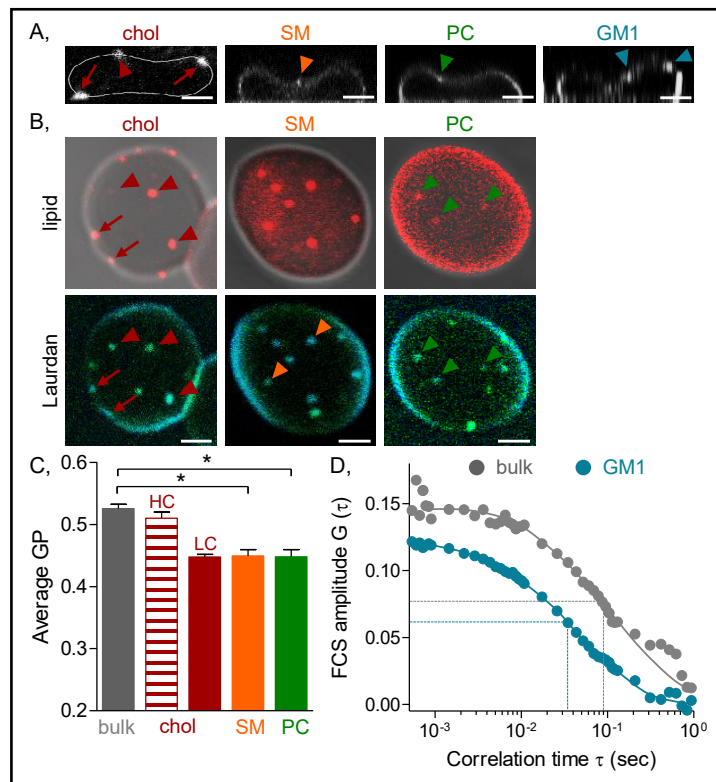 A,
chol SM PC GM1
B,
chol SM PC
lipid
Laurdan
C,
0.6
0.5
0.4
0.3
0.2
Average GP
* 
*
HC
LC
bulk chol SM PC
D,
bulk GM1
0.15
0.10
0.05
0.00
FCS amplitude G (τ)
10⁻³ 10⁻² 10⁻¹ 10⁰
Correlation time τ (sec)